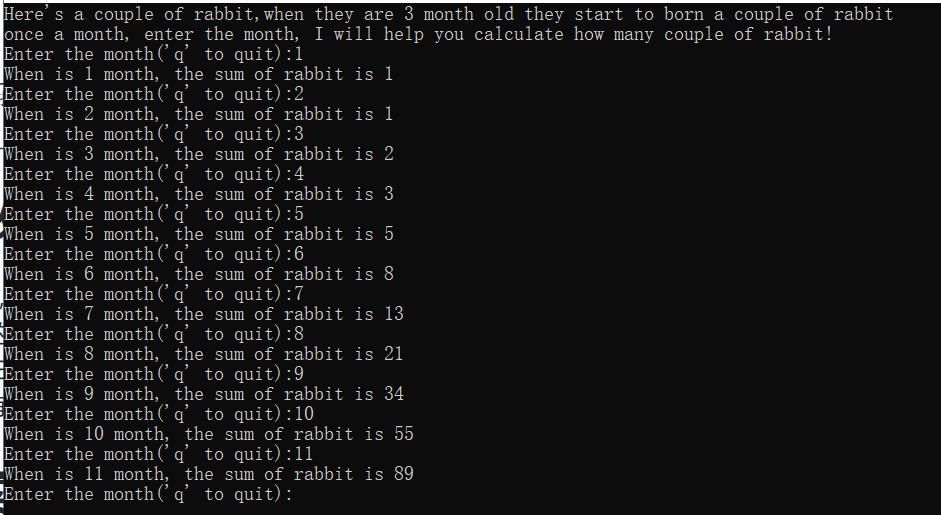 Here's a couple of rabbit,when they are 3 month old they start to born a couple of rabbit
once a month, enter the month, I will help you calculate how many couple of rabbit!
Enter the month('q' to quit):1
When is 1 month, the sum of rabbit is 1
Enter the month('q' to quit):2
When is 2 month, the sum of rabbit is 1
Enter the month('q' to quit):3
When is 3 month, the sum of rabbit is 2
Enter the month('q' to quit):4
When is 4 month, the sum of rabbit is 3
Enter the month('q' to quit):5
When is 5 month, the sum of rabbit is 5
Enter the month('q' to quit):6
When is 6 month, the sum of rabbit is 8
Enter the month('q' to quit):7
When is 7 month, the sum of rabbit is 13
Enter the month('q' to quit):8
When is 8 month, the sum of rabbit is 21
Enter the month('q' to quit):9
When is 9 month, the sum of rabbit is 34
Enter the month('q' to quit):10
When is 10 month, the sum of rabbit is 55
Enter the month('q' to quit):11
When is 11 month, the sum of rabbit is 89
Enter the month('q' to quit):